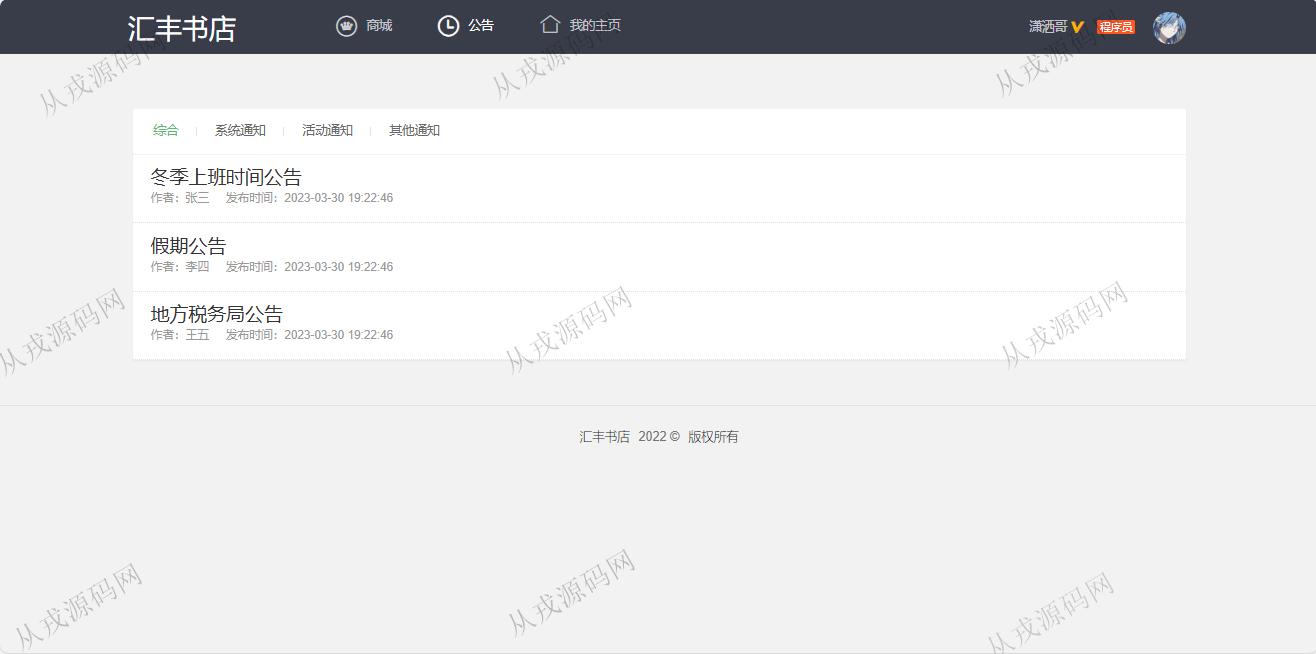 汇丰书店 商城 公告 我的主页 潇洒哥 程序员
综合 系统通知 活动通知 其他通知
冬季上班时间公告
作者：张三 发布时间：2023-03-30 19:22:46
假期公告
作者：李四 发布时间：2023-03-30 19:22:46
地方税务局公告
作者：王五 发布时间：2023-03-30 19:22:46
汇丰书店 2022 © 版权所有
从戎源码网
从戎源码网
从戎源码网
从戎源码网
从戎源码网
从戎源码网
从戎源码网
从戎源码网
从戎源码网